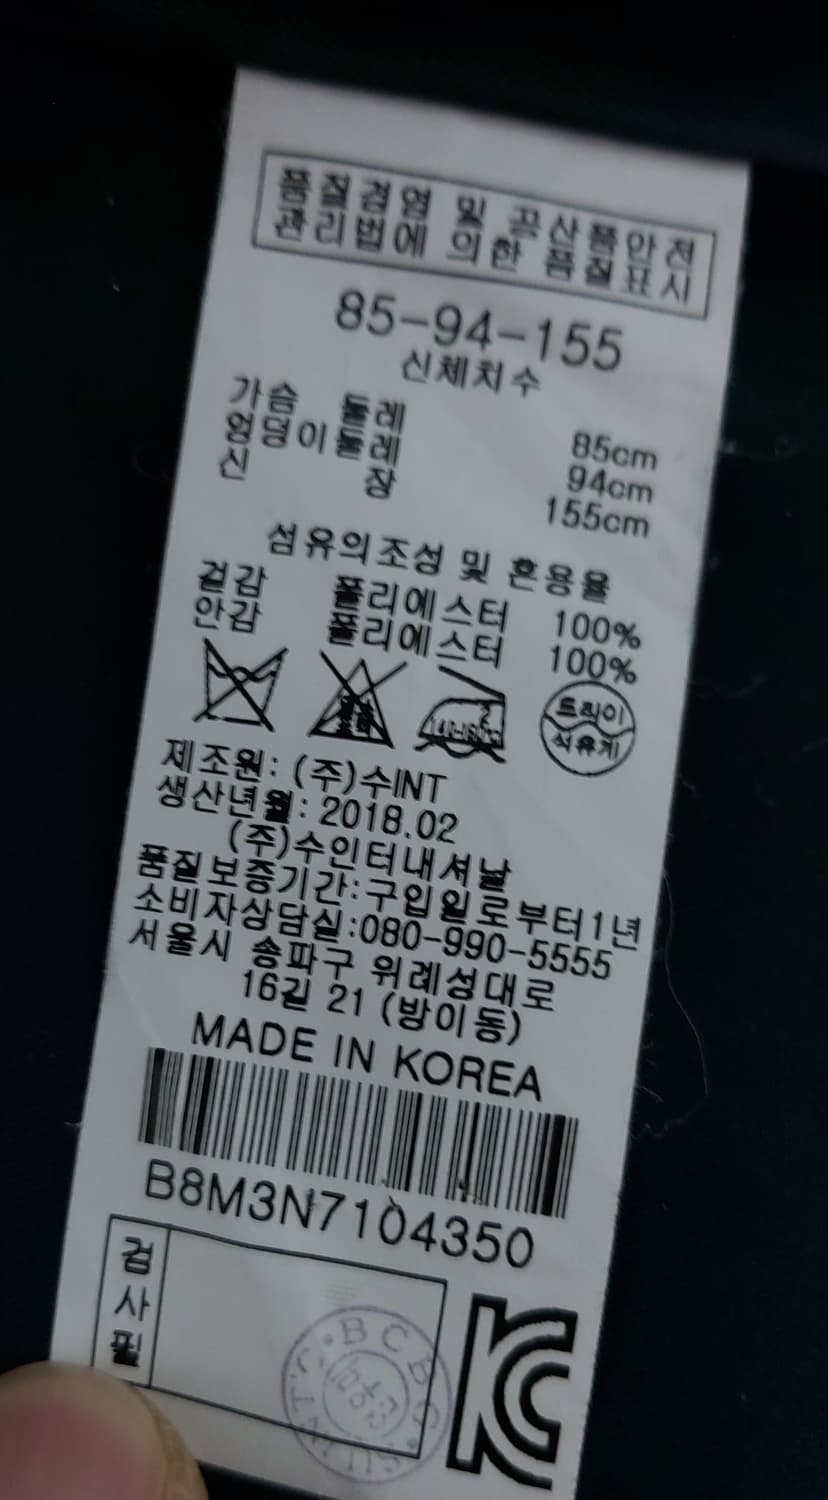 품질경영 및 공산품안전
관리법에 의한 품질표시
85-94-155
신체치수
가슴 둘레 85cm
엉덩이둘레 94cm
신 장 155cm
섬유의조성 및 혼용율
겉감 폴리에스터 100%
안감 폴리에스터 100%
드라이
석유계
제조원: (주)수INT
생산년월: 2018.02
(주)수인터내셔날
품질보증기간:구입일로부터1년
소비자상담실:080-990-5555
서울시 송파구 위례성대로
16길 21 (방이동)
MADE IN KOREA
B8M3N7104350
검사필
BCBG
KC